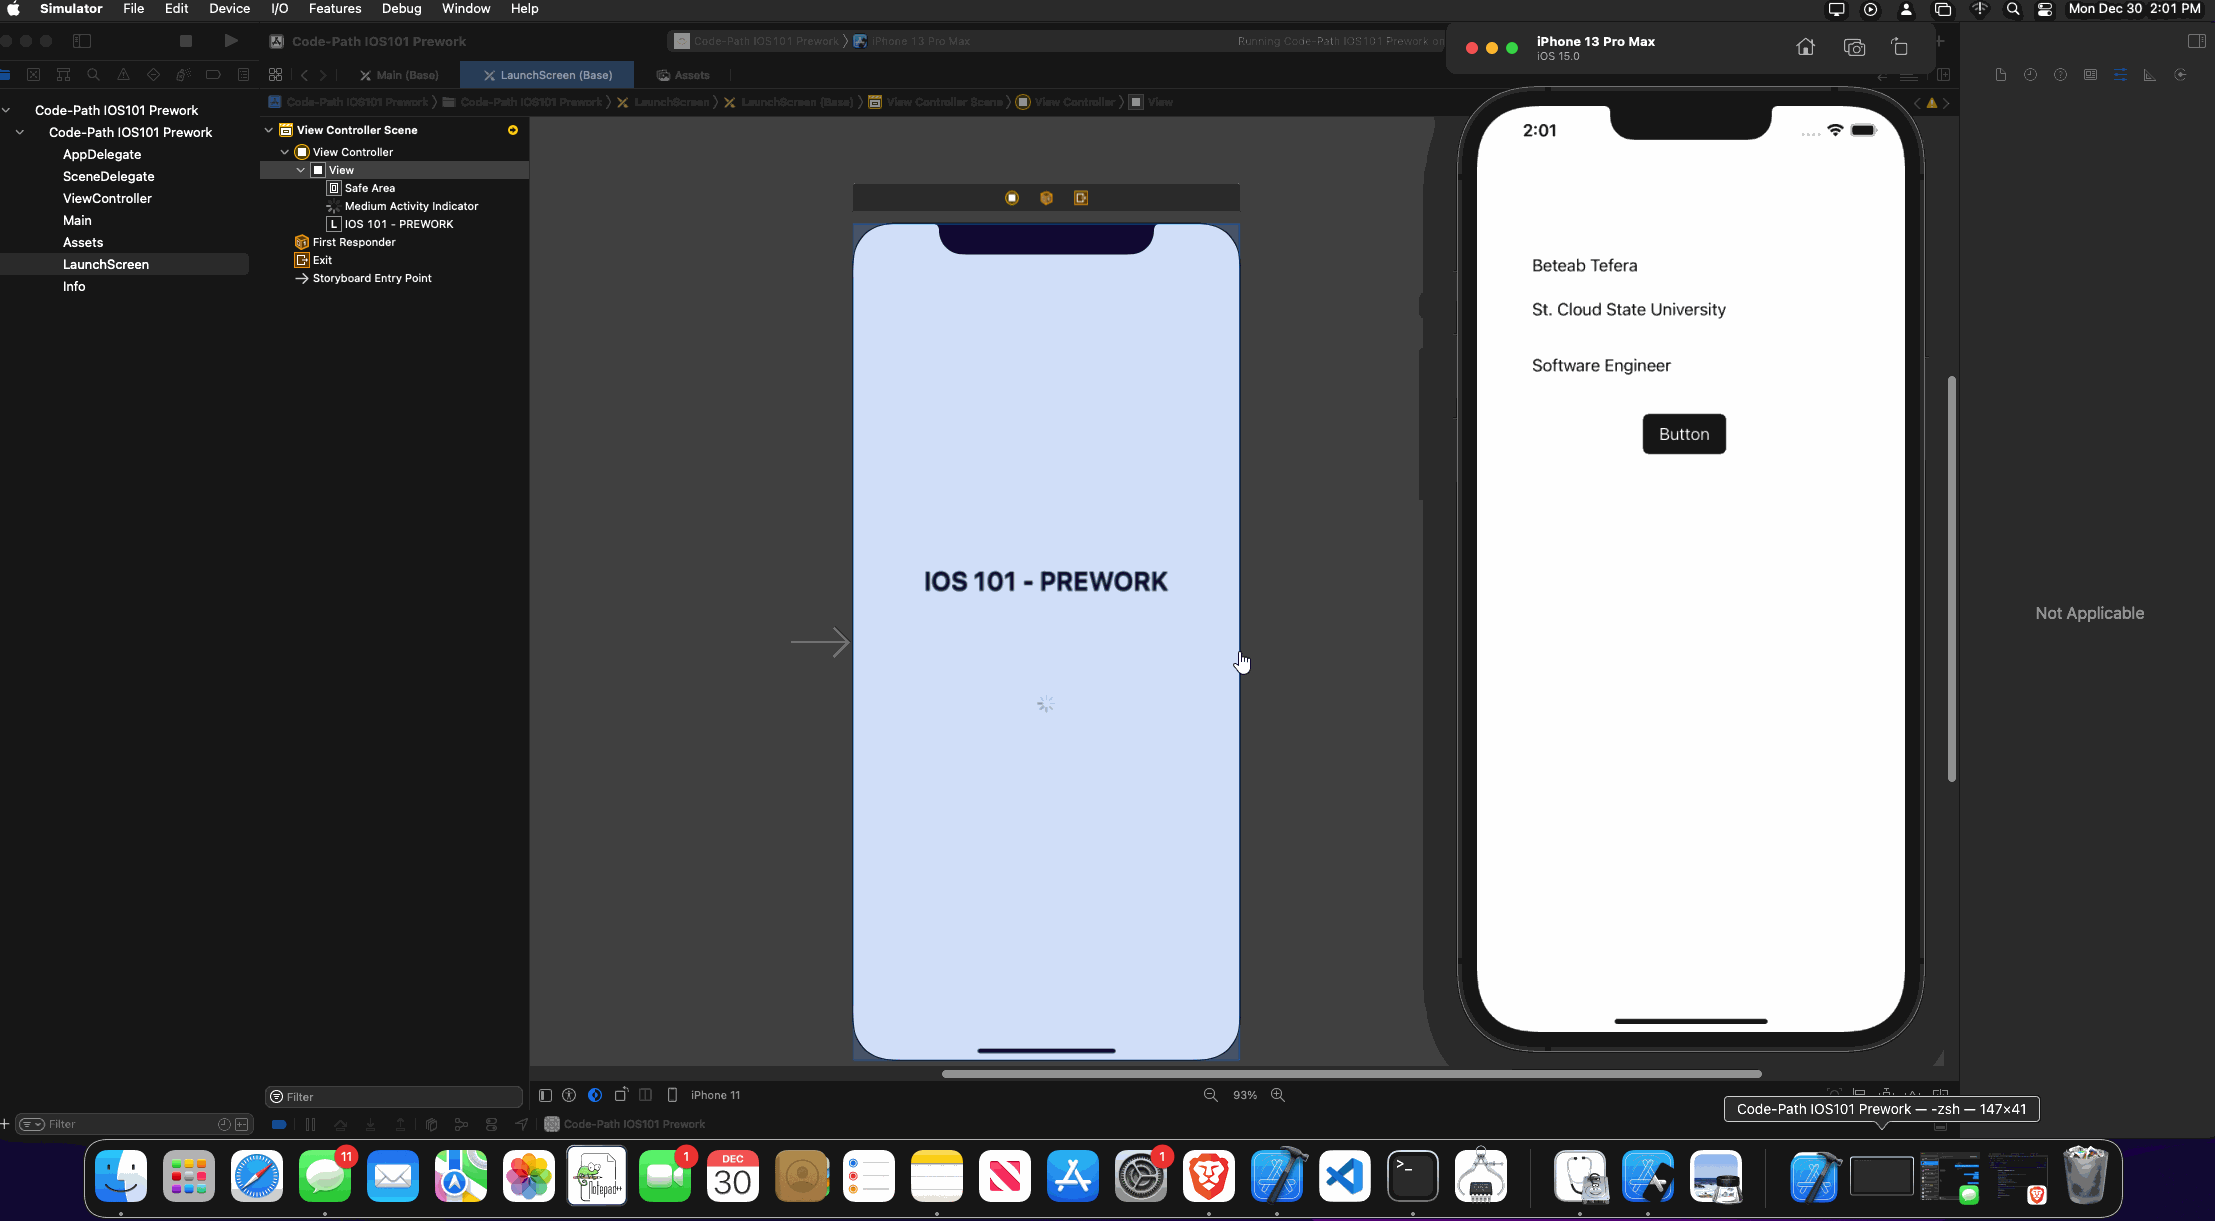 Simulator File Edit Device I/O Features Debug Window Help Mon Dec 30 2:01 PM
Code-Path IOS101 Prework
Code-Path IOS101 Prework iPhone 13 Pro Max
Running Code-Path IOS101 Prework on
iPhone 13 Pro Max
iOS 15.0
Main (Base) LaunchScreen (Base) Assets
Code-Path IOS101 Prework Code-Path IOS101 Prework LaunchScreen LaunchScreen (Base) View Controller Scene View Controller View
Code-Path IOS101 Prework
Code-Path IOS101 Prework
AppDelegate
SceneDelegate
ViewController
Main
Assets
LaunchScreen
Info
View Controller Scene
View Controller
View
Safe Area
Medium Activity Indicator
L IOS 101 - PREWORK
First Responder
Exit
Storyboard Entry Point
IOS 101 - PREWORK
2:01
Beteab Tefera
St. Cloud State University
Software Engineer
Button
Not Applicable
Filter
iPhone 11
93%
Filter
Code-Path IOS101 Prework
Code-Path IOS101 Prework — -zsh — 147×41
11
1
DEC
30
1